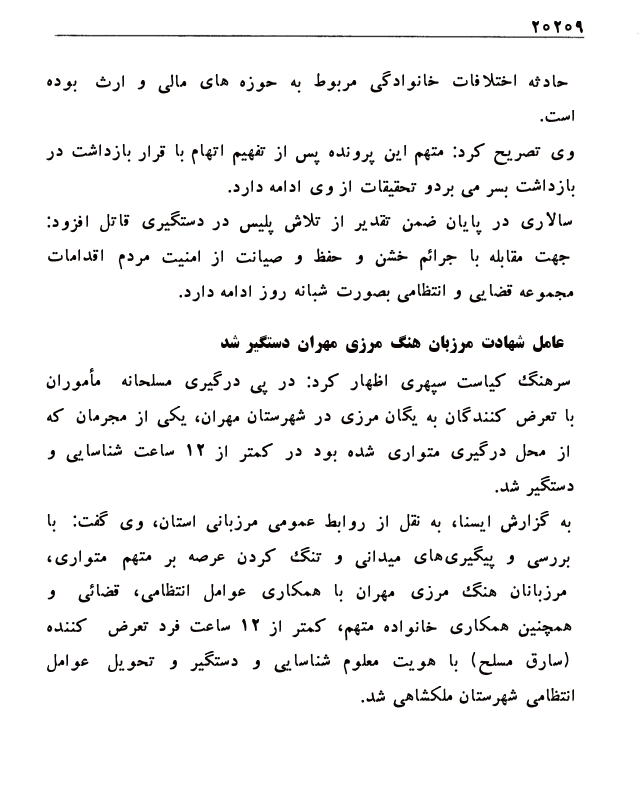 ۲۰۲۰۹
حادثه اختلافات خانوادگی مربوط به حوزه های مالی و ارث بوده
است.
وی تصریح کرد: متهم این پرونده پس از تفهیم اتهام با قرار بازداشت در
بازداشت بسر می بردو تحقیقات از وی ادامه دارد.
سالاری در پایان ضمن تقدیر از تلاش پلیس در دستگیری قاتل افزود:
جهت مقابله با جرائم خشن و حفظ و صیانت از امنیت مردم اقدامات
مجموعه قضایی و انتظامی بصورت شبانه روز ادامه دارد.
عامل شهادت مرزبان هنگ مرزی مهران دستگیر شد
سرهنگ کیاست سپهری اظهار کرد: در پی درگیری مسلحانه مأموران
با تعرض کنندگان به یگان مرزی در شهرستان مهران، یکی از مجرمان که
از محل درگیری متواری شده بود در کمتر از ۱۲ ساعت شناسایی و
دستگیر شد.
به گزارش ایسنا، به نقل از روابط عمومی مرزبانی استان، وی گفت: با
بررسی و پیگیری‌های میدانی و تنگ کردن عرصه بر متهم متواری،
مرزبانان هنگ مرزی مهران با همکاری عوامل انتظامی، قضائی و
همچنین همکاری خانواده متهم، کمتر از ۱۲ ساعت فرد تعرض کننده
(سارق مسلح) با هویت معلوم شناسایی و دستگیر و تحویل عوامل
انتظامی شهرستان ملکشاهی شد.